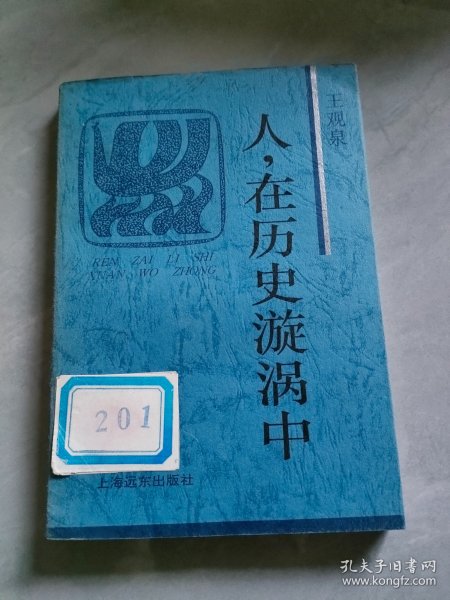 王观泉
人，在历史漩涡中
REN ZAI LI SHI
XUAN WO ZHONG
201
上海远东出版社
孔夫子旧书网
www.kongfz.com